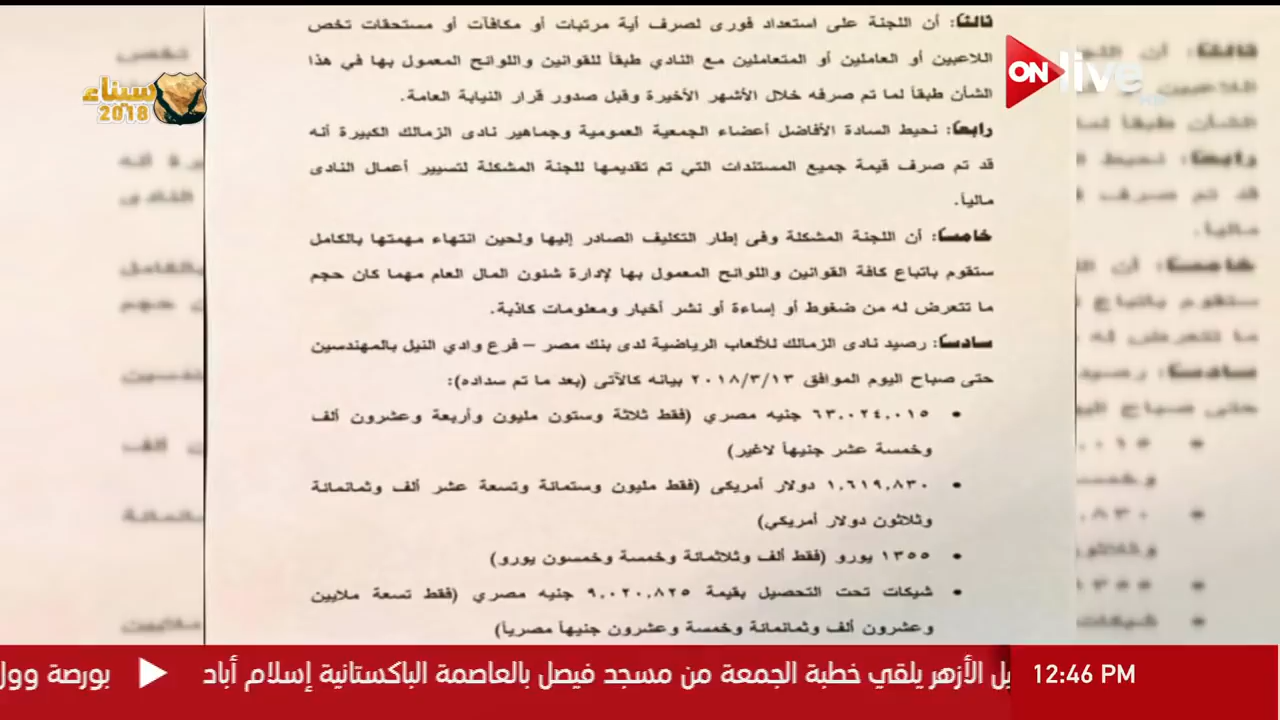 ثالثاً: أن اللجنة على استعداد فورى لصرف أية مرتبات أو مكافآت أو مستحقات تخص
اللاعبين أو العاملين أو المتعاملين مع النادي طبقاً للقوانين واللوائح المعمول بها في هذا
الشأن طبقاً لما تم صرفه خلال الأشهر الأخيرة وقبل صدور قرار النيابة العامة.
رابعاً: نحيط السادة الأفاضل أعضاء الجمعية العمومية وجماهير نادى الزمالك الكبيرة أنه
قد تم صرف قيمة جميع المستندات التي تم تقديمها للجنة المشكلة لتسيير أعمال النادى
مالياً.
خامساً: أن اللجنة المشكلة وفى إطار التكليف الصادر إليها ولحين انتهاء مهمتها بالكامل
ستقوم باتباع كافة القوانين واللوائح المعمول بها لإدارة شئون المال العام مهما كان حجم
ما تتعرض له من ضغوط أو إساءة أو نشر أخبار ومعلومات كاذبة.
سادساً: رصيد نادى الزمالك للألعاب الرياضية لدى بنك مصر – فرع وادي النيل بالمهندسين
حتى صباح اليوم الموافق ٢٠١٨/٣/١٣ بيانه كالآتى (بعد ما تم سداده):
• ٦٣،٠٢٤،٠١٥ جنيه مصري (فقط ثلاثة وستون مليون وأربعة وعشرون ألف
وخمسة عشر جنيهاً لاغير)
• ١،٦١٩،٨٣٠ دولار أمريكى (فقط مليون وستمائة وتسعة عشر ألف وثمانمائة
وثلاثون دولار أمريكي)
• ١٣٥٥ يورو (فقط ألف وثلاثمائة وخمسة وخمسون يورو)
• شيكات تحت التحصيل بقيمة ٩،٠٢٠،٨٢٥ جنيه مصري (فقط تسعة ملايين
وعشرون ألف وثمانمائة وخمسة وعشرون جنيهاً مصرياً)
ON live
HD
سيناء
2018
يل الأزهر يلقي خطبة الجمعة من مسجد فيصل بالعاصمة الباكستانية إسلام أباد
بورصة وول
12:46 PM